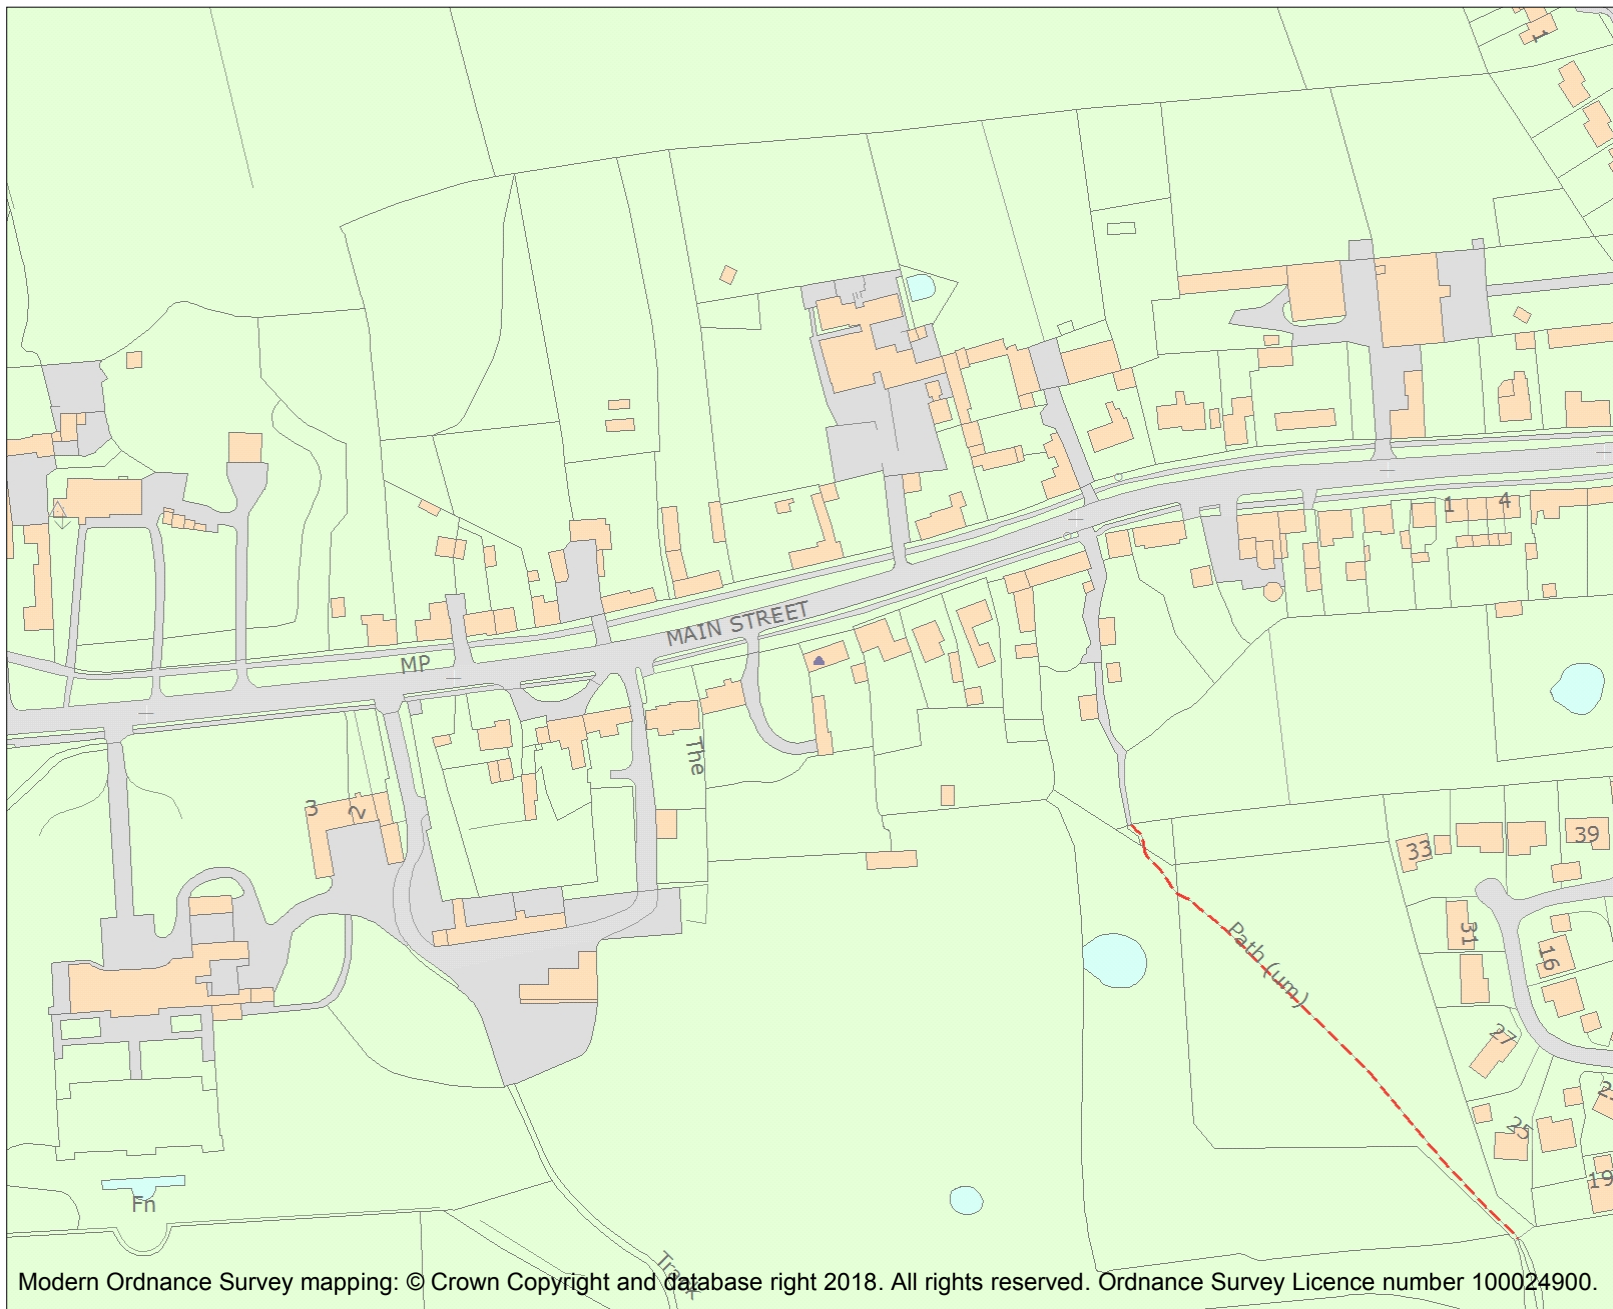 1
1
4
MAIN STREET
MP
The
3
2
39
33
31
16
Path (um)
27
25
19
Fn
Track
Modern Ordnance Survey mapping: © Crown Copyright and database right 2018. All rights reserved. Ordnance Survey Licence number 100024900.